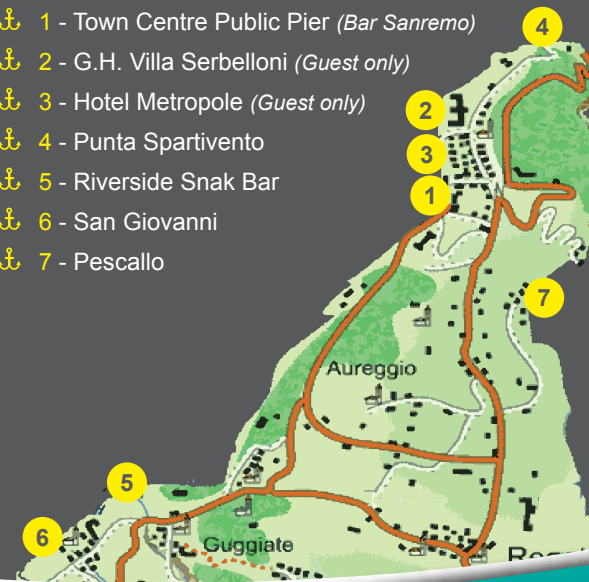 1 - Town Centre Public Pier (Bar Sanremo)
2 - G.H. Villa Serbelloni (Guest only)
3 - Hotel Metropole (Guest only)
4 - Punta Spartivento
5 - Riverside Snak Bar
6 - San Giovanni
7 - Pescallo
4
2
3
1
7
Aureggio
5
6
Guggiate